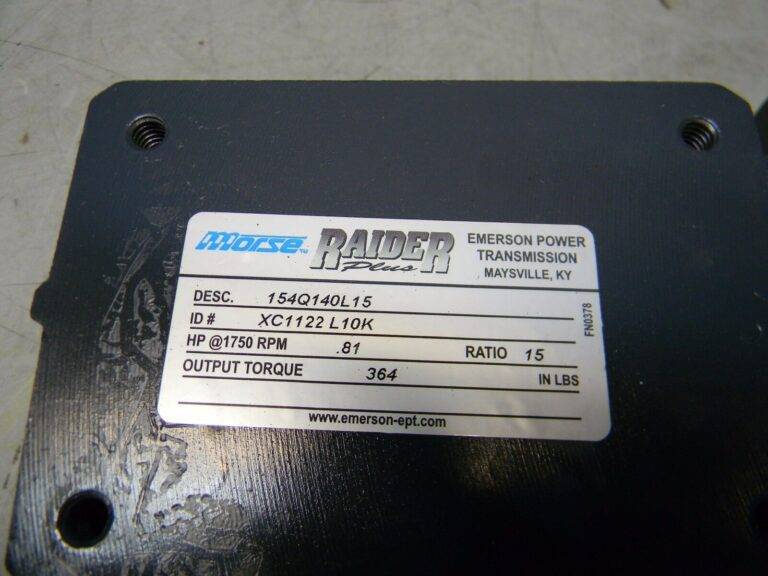 Morse™ RAIDER Plus
EMERSON POWER
TRANSMISSION
MAYSVILLE, KY
DESC. 154Q140L15
ID # XC1122 L10K
HP @1750 RPM .81 RATIO 15
OUTPUT TORQUE 364 IN LBS
www.emerson-ept.com
FN0378